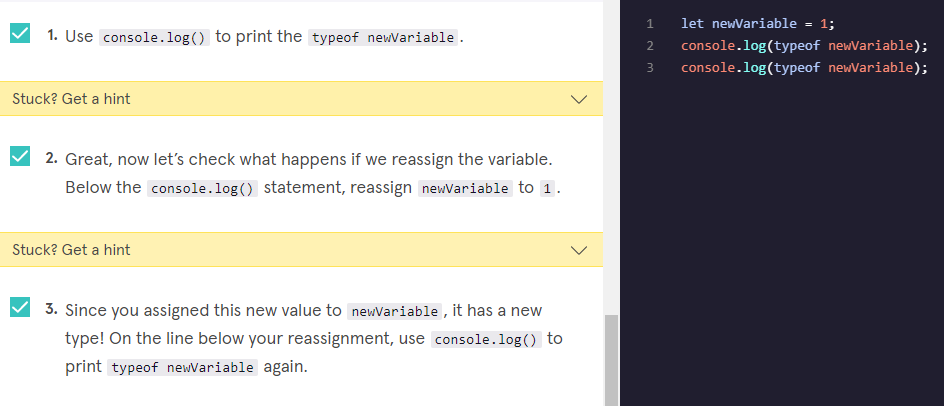 1. Use console.log() to print the typeof newVariable.
Stuck? Get a hint
2. Great, now let’s check what happens if we reassign the variable.
Below the console.log() statement, reassign newVariable to 1.
Stuck? Get a hint
3. Since you assigned this new value to newVariable, it has a new
type! On the line below your reassignment, use console.log() to
print typeof newVariable again.
1 let newVariable = 1;
2 console.log(typeof newVariable);
3 console.log(typeof newVariable);